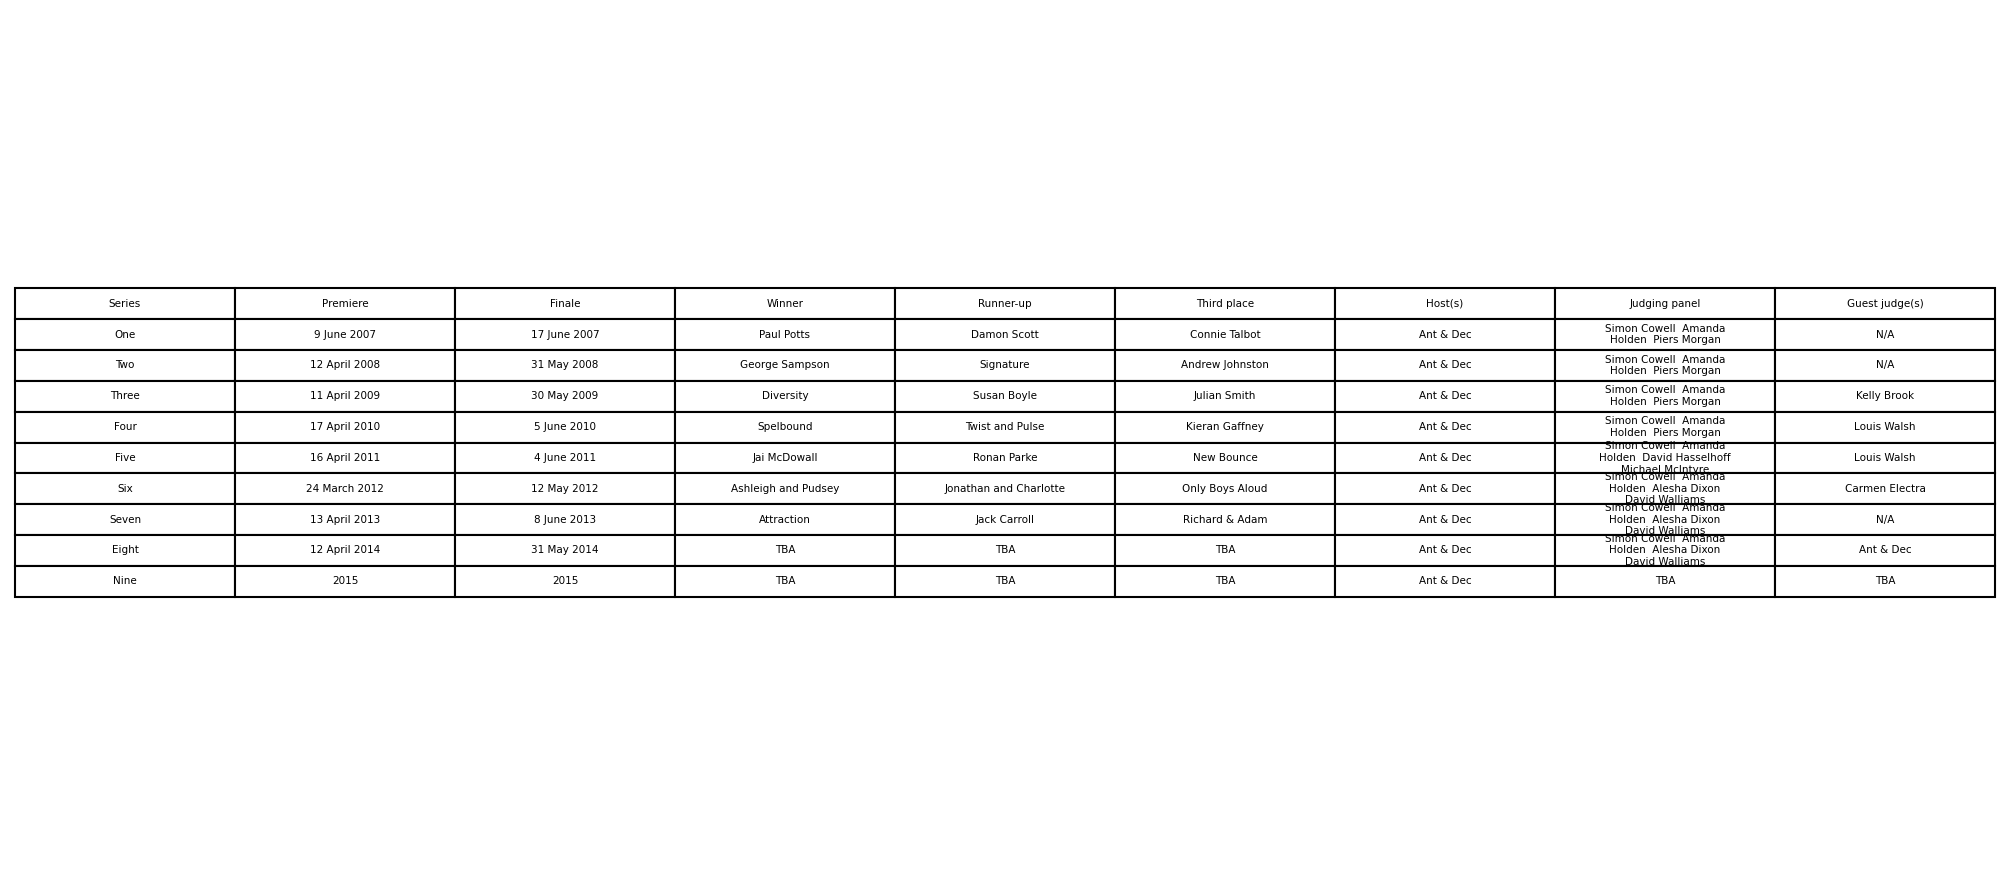 Series Premiere Finale Winner Runner-up Third place Host(s) Judging panel Guest judge(s)
One 9 June 2007 17 June 2007 Paul Potts Damon Scott Connie Talbot Ant & Dec Simon Cowell Amanda Holden Piers Morgan N/A
Two 12 April 2008 31 May 2008 George Sampson Signature Andrew Johnston Ant & Dec Simon Cowell Amanda Holden Piers Morgan N/A
Three 11 April 2009 30 May 2009 Diversity Susan Boyle Julian Smith Ant & Dec Simon Cowell Amanda Holden Piers Morgan Kelly Brook
Four 17 April 2010 5 June 2010 Spelbound Twist and Pulse Kieran Gaffney Ant & Dec Simon Cowell Amanda Holden Piers Morgan Louis Walsh
Five 16 April 2011 4 June 2011 Jai McDowall Ronan Parke New Bounce Ant & Dec Simon Cowell Amanda Holden David Hasselhoff Michael McIntyre Louis Walsh
Six 24 March 2012 12 May 2012 Ashleigh and Pudsey Jonathan and Charlotte Only Boys Aloud Ant & Dec Simon Cowell Amanda Holden Alesha Dixon David Walliams Carmen Electra
Seven 13 April 2013 8 June 2013 Attraction Jack Carroll Richard & Adam Ant & Dec Simon Cowell Amanda Holden Alesha Dixon David Walliams N/A
Eight 12 April 2014 31 May 2014 TBA TBA TBA Ant & Dec Simon Cowell Amanda Holden Alesha Dixon David Walliams Ant & Dec
Nine 2015 2015 TBA TBA TBA Ant & Dec TBA TBA